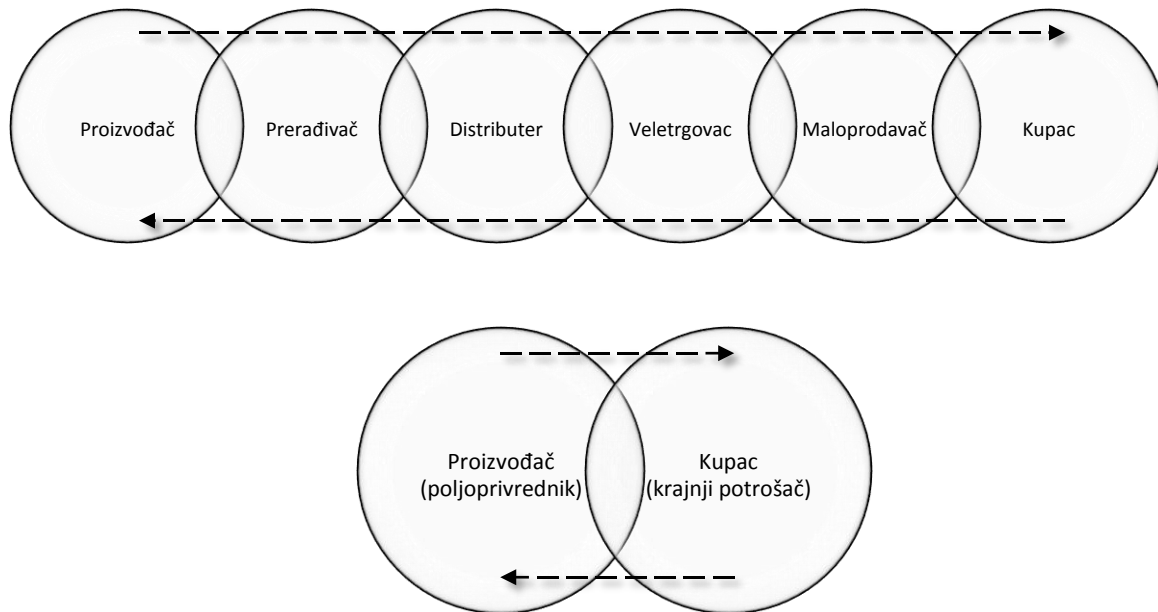 Proizvođač
Prerađivač
Distributer
Veletrgovac
Maloprodavač
Kupac
Proizvođač
(poljoprivrednik)
Kupac
(krajnji potrošač)